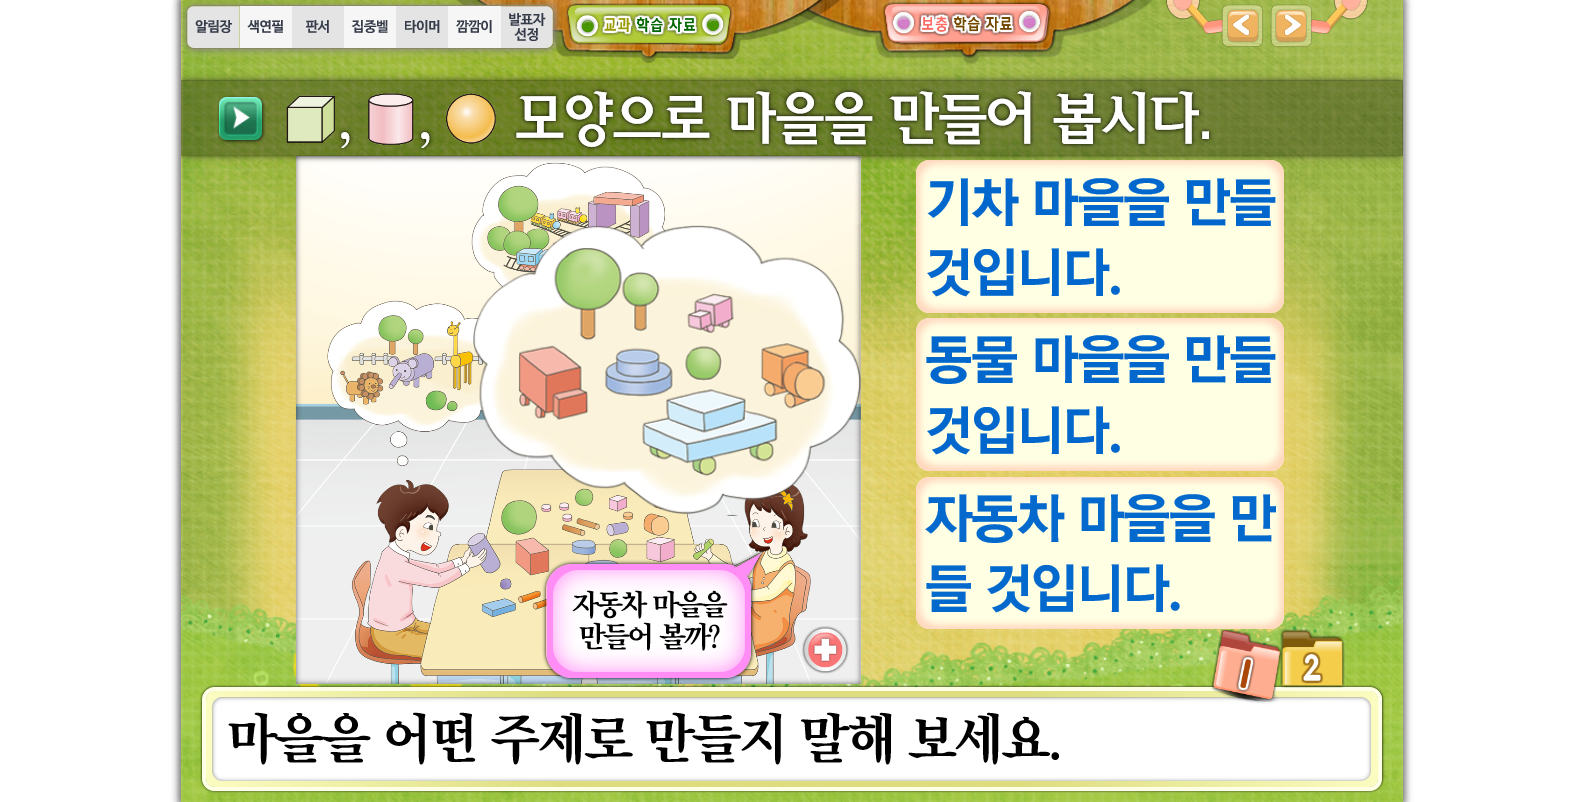 알림장 색연필 판서 집중벨 타이머 깜깜이 발표자
선정
교과 학습 자료
보충 학습 자료
, , 모양으로 마을을 만들어 봅시다.
기차 마을을 만들
것입니다.
동물 마을을 만들
것입니다.
자동차 마을을 만
들 것입니다.
자동차 마을을
만들어 볼까?
1 2
마을을 어떤 주제로 만들지 말해 보세요.